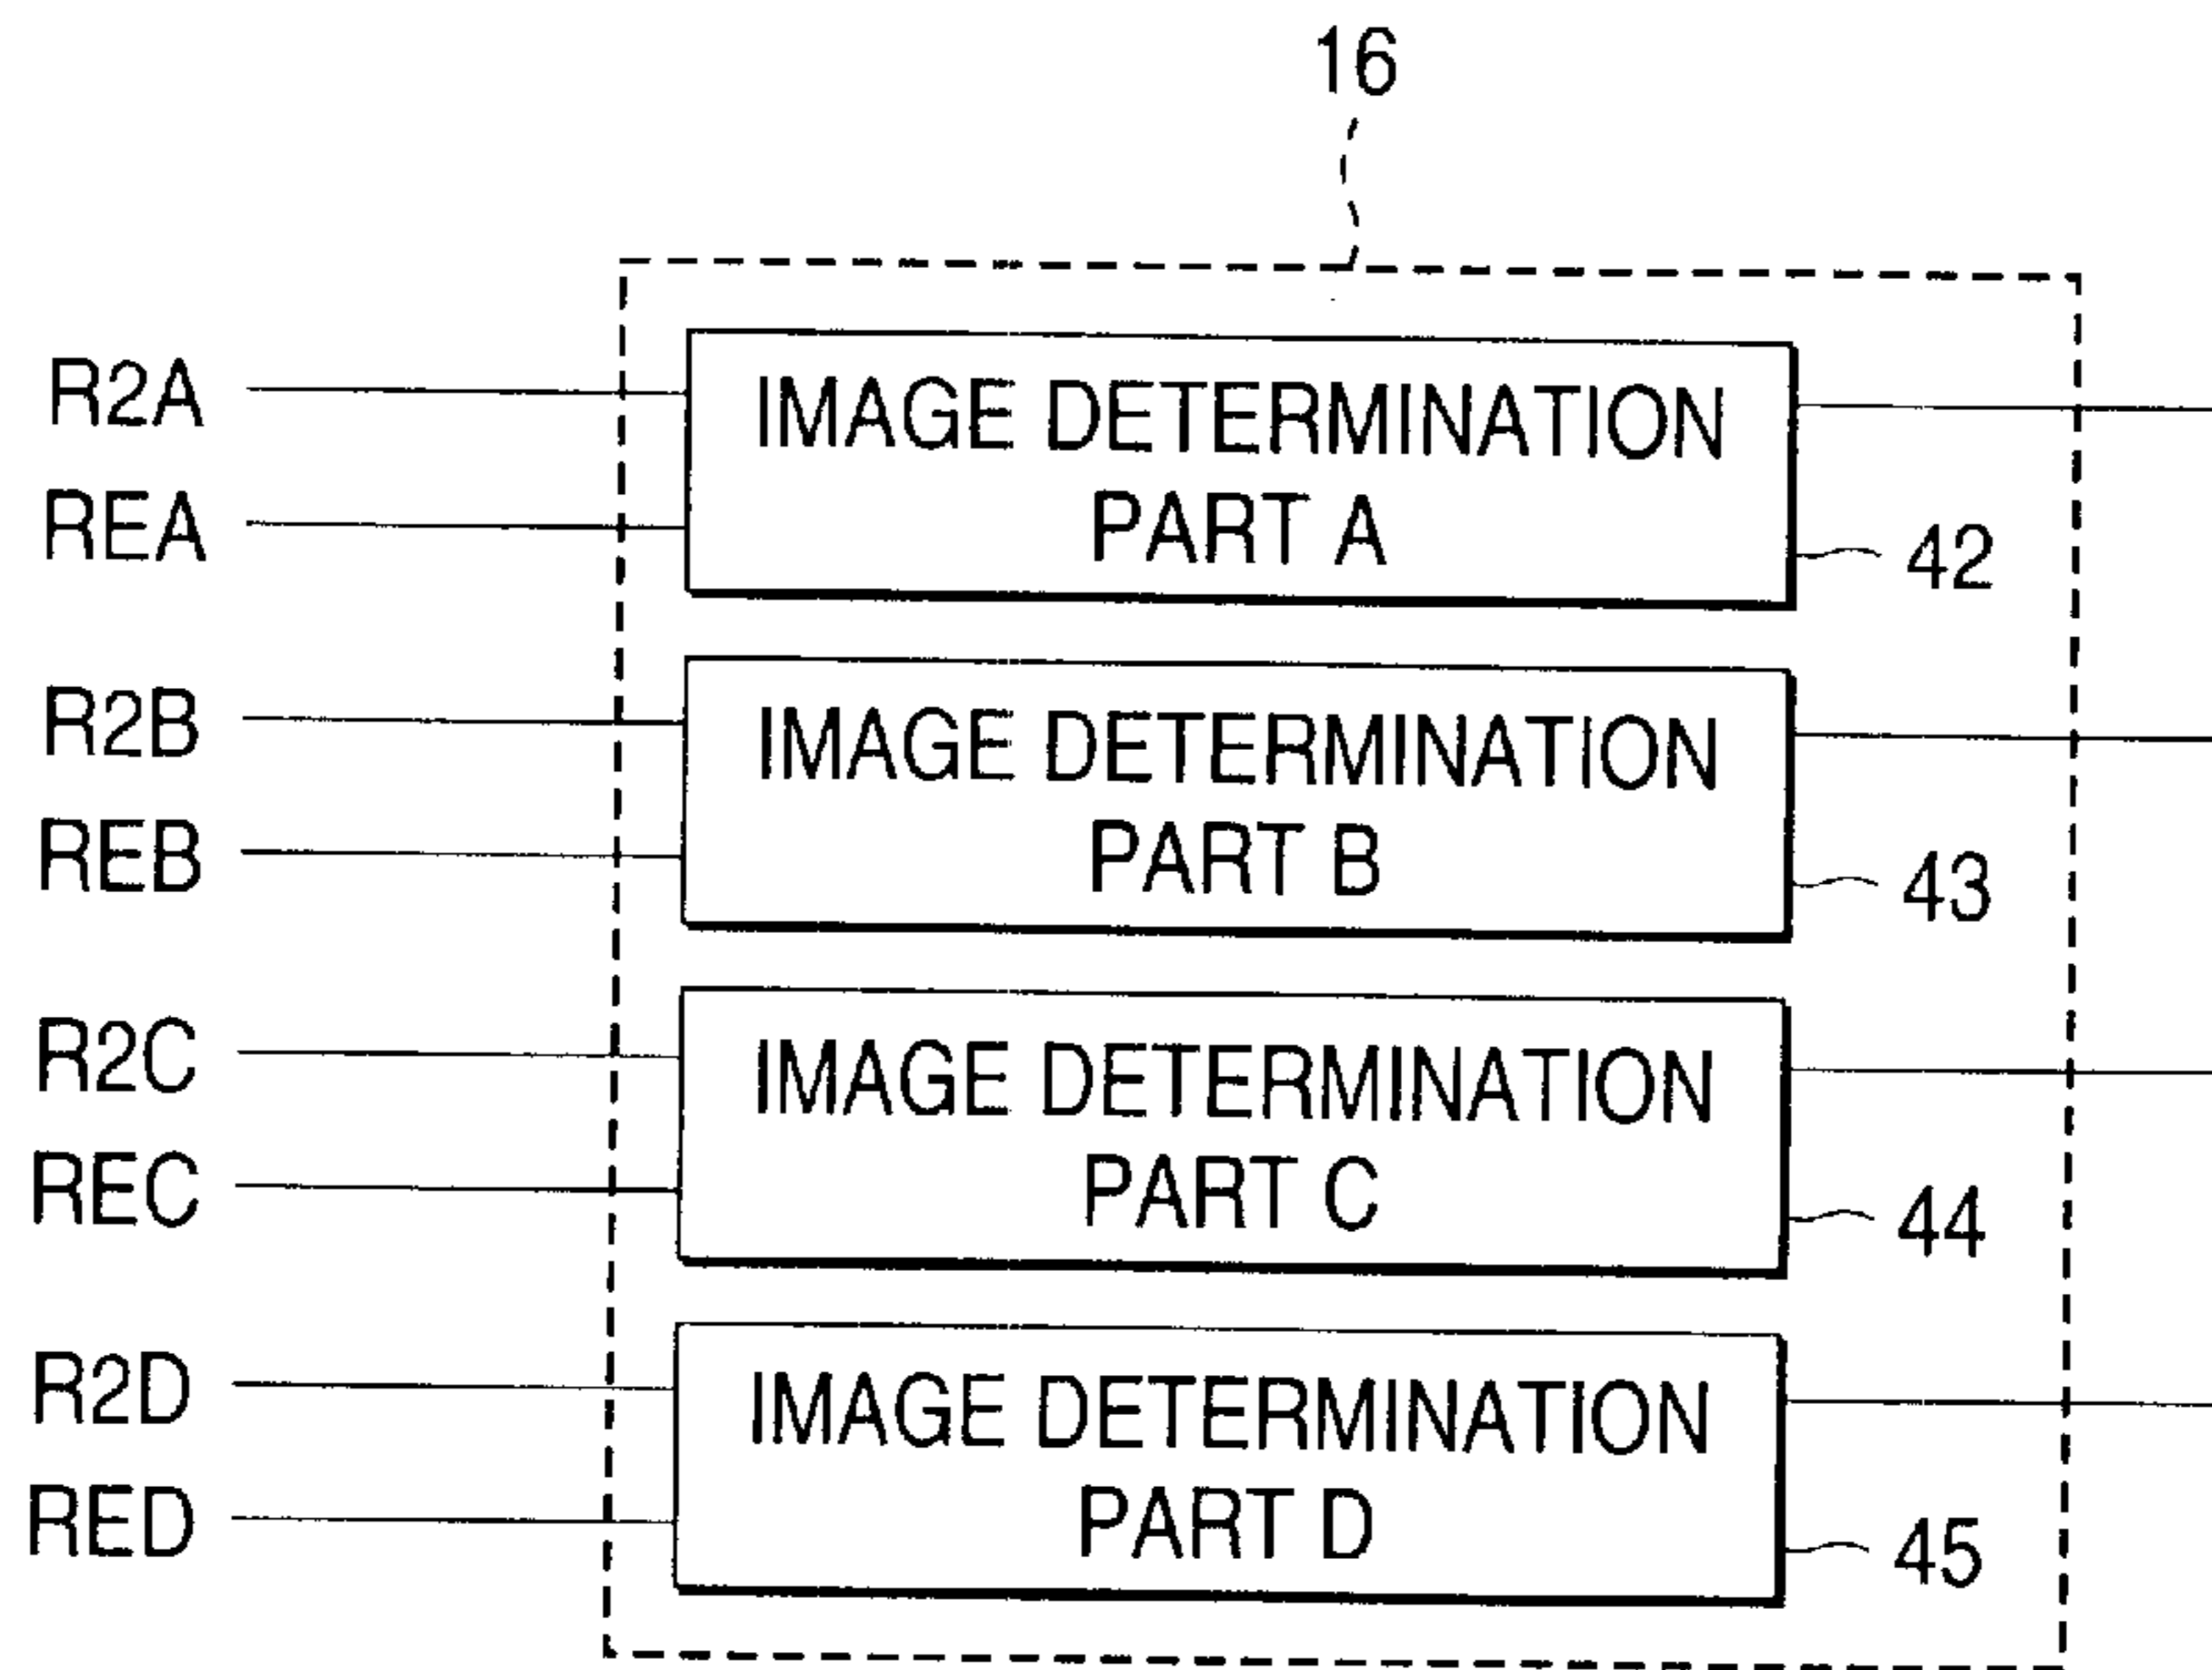 16
R2A
REA
IMAGE DETERMINATION
PART A
42
R2B
REB
IMAGE DETERMINATION
PART B
43
R2C
REC
IMAGE DETERMINATION
PART C
44
R2D
RED
IMAGE DETERMINATION
PART D
45